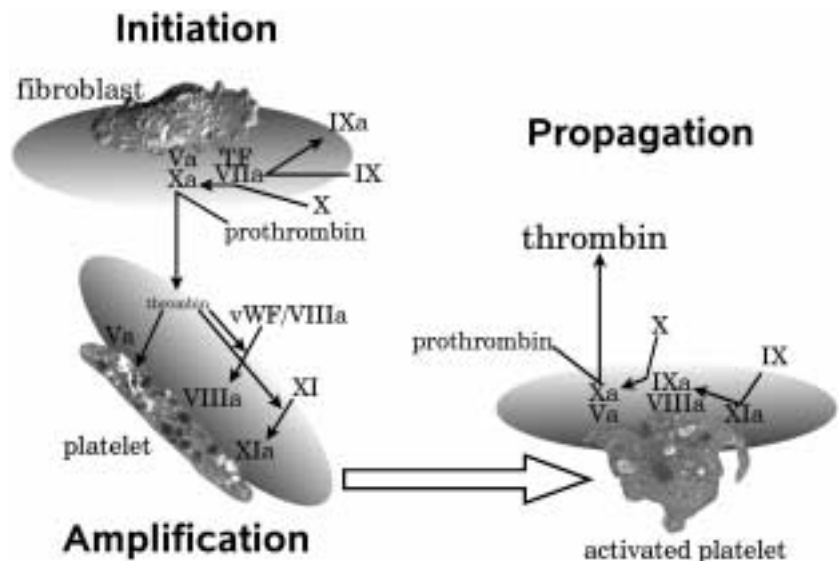 Initiation
fibroblast
IXa
Va TF
Xa VIIa
IX
X
prothrombin
thrombin
vWF/VIIIa
Va
VIIIa
XI
XIa
platelet
Amplification
Propagation
thrombin
prothrombin
X
IX
Xa IXa
Va VIIIa XIa
activated platelet